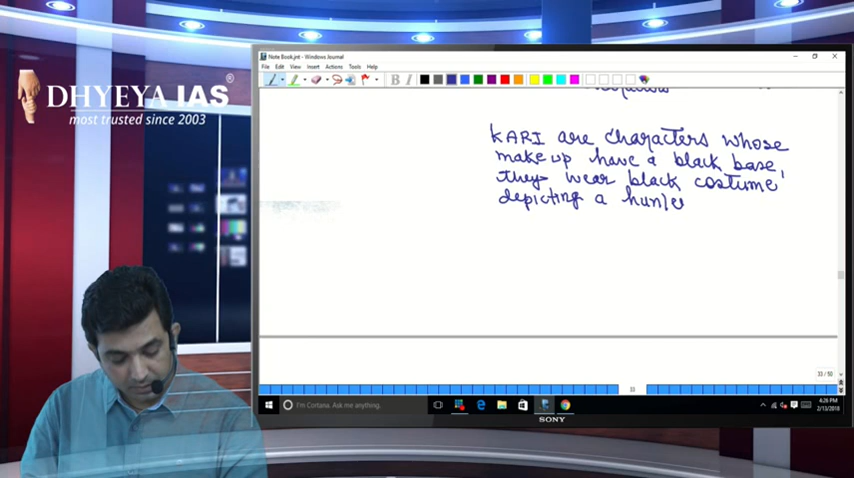 DHYEYA IAS®
most trusted since 2003
Note Book.jnt - Windows Journal
File Edit View Insert Actions Tools Help
KARI are characters whose
make up have a black base,
they wear black costume
depicting a hunte
33 / 50
33
I'm Cortana. Ask me anything.
4:26 PM
2/13/2018
SONY